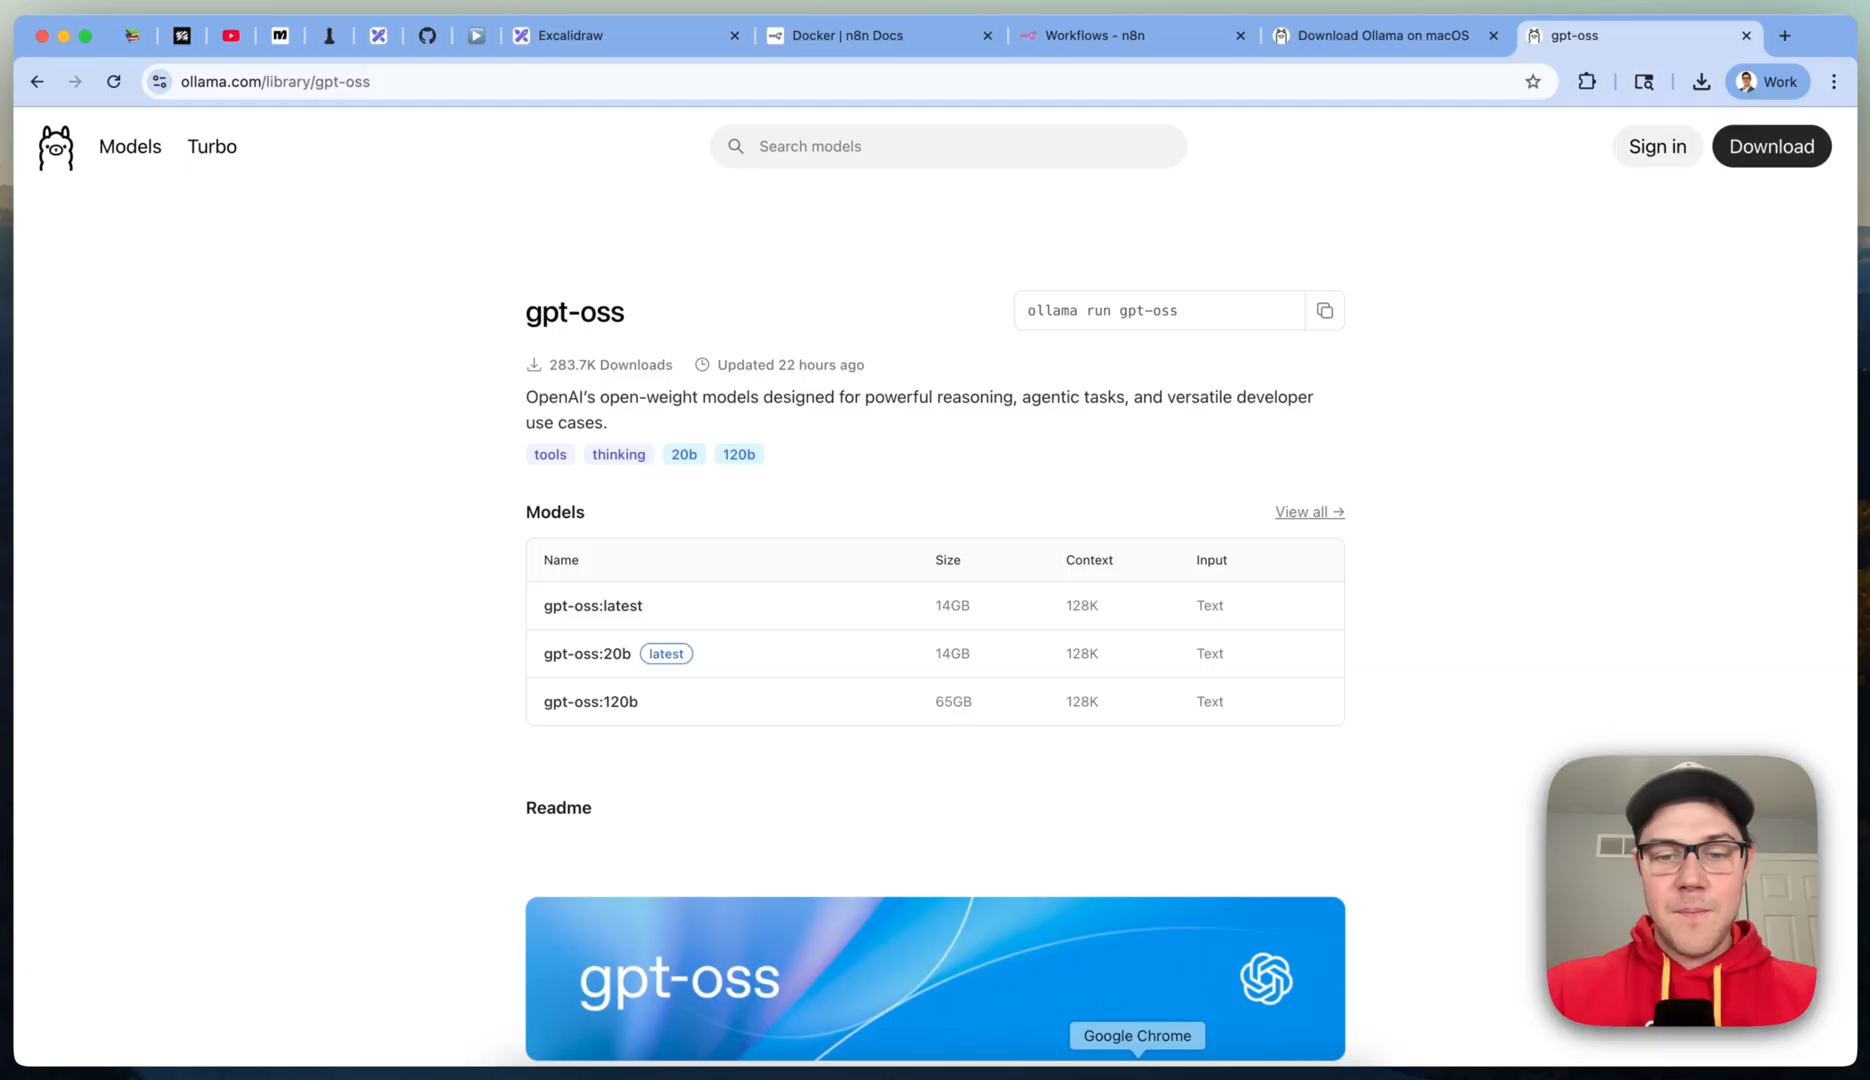 Excalidraw
Docker | n8n Docs
Workflows - n8n
Download Ollama on macOS
gpt-oss
ollama.com/library/gpt-oss
Work
Models
Turbo
Search models
Sign in
Download
gpt-oss
ollama run gpt-oss
283.7K Downloads
Updated 22 hours ago
OpenAI’s open-weight models designed for powerful reasoning, agentic tasks, and versatile developer
use cases.
tools
thinking
20b
120b
Models
View all →
Name Size Context Input
gpt-oss:latest 14GB 128K Text
gpt-oss:20b latest 14GB 128K Text
gpt-oss:120b 65GB 128K Text
Readme
gpt-oss
Google Chrome